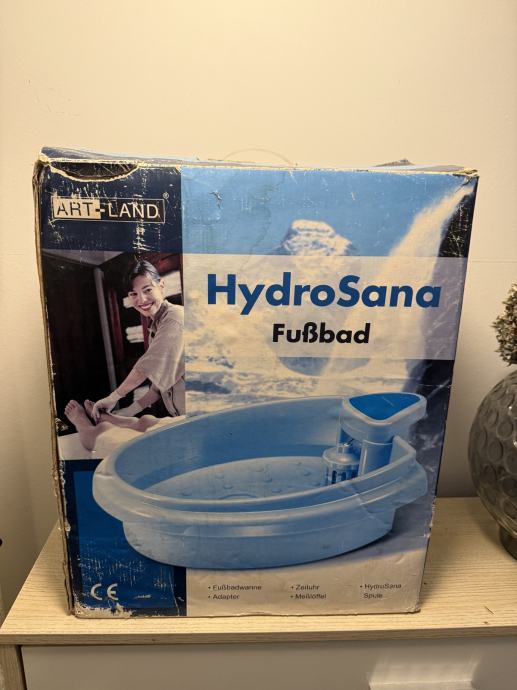 ART-LAND®
HydroSana
Fußbad
CE
• Fußbadwanne
• Adapter
• Zeituhr
• Meßlöffel
• HydroSana
Spule